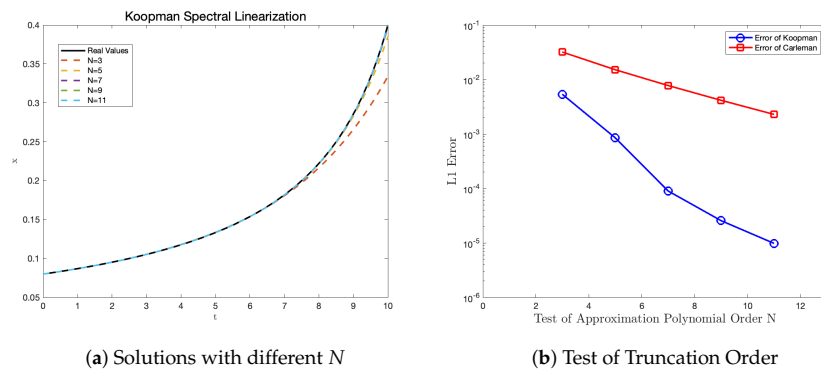 Koopman Spectral Linearization
0.4
0.35
0.3
0.25
0.2
0.15
0.1
0.05
x
Real Values
N=3
N=5
N=7
N=9
N=11
0 1 2 3 4 5 6 7 8 9 10
t
(a) Solutions with different N
10^-1
10^-2
10^-3
10^-4
10^-5
10^-6
L1 Error
Error of Koopman
Error of Carleman
0 2 4 6 8 10 12
Test of Approximation Polynomial Order N
(b) Test of Truncation Order